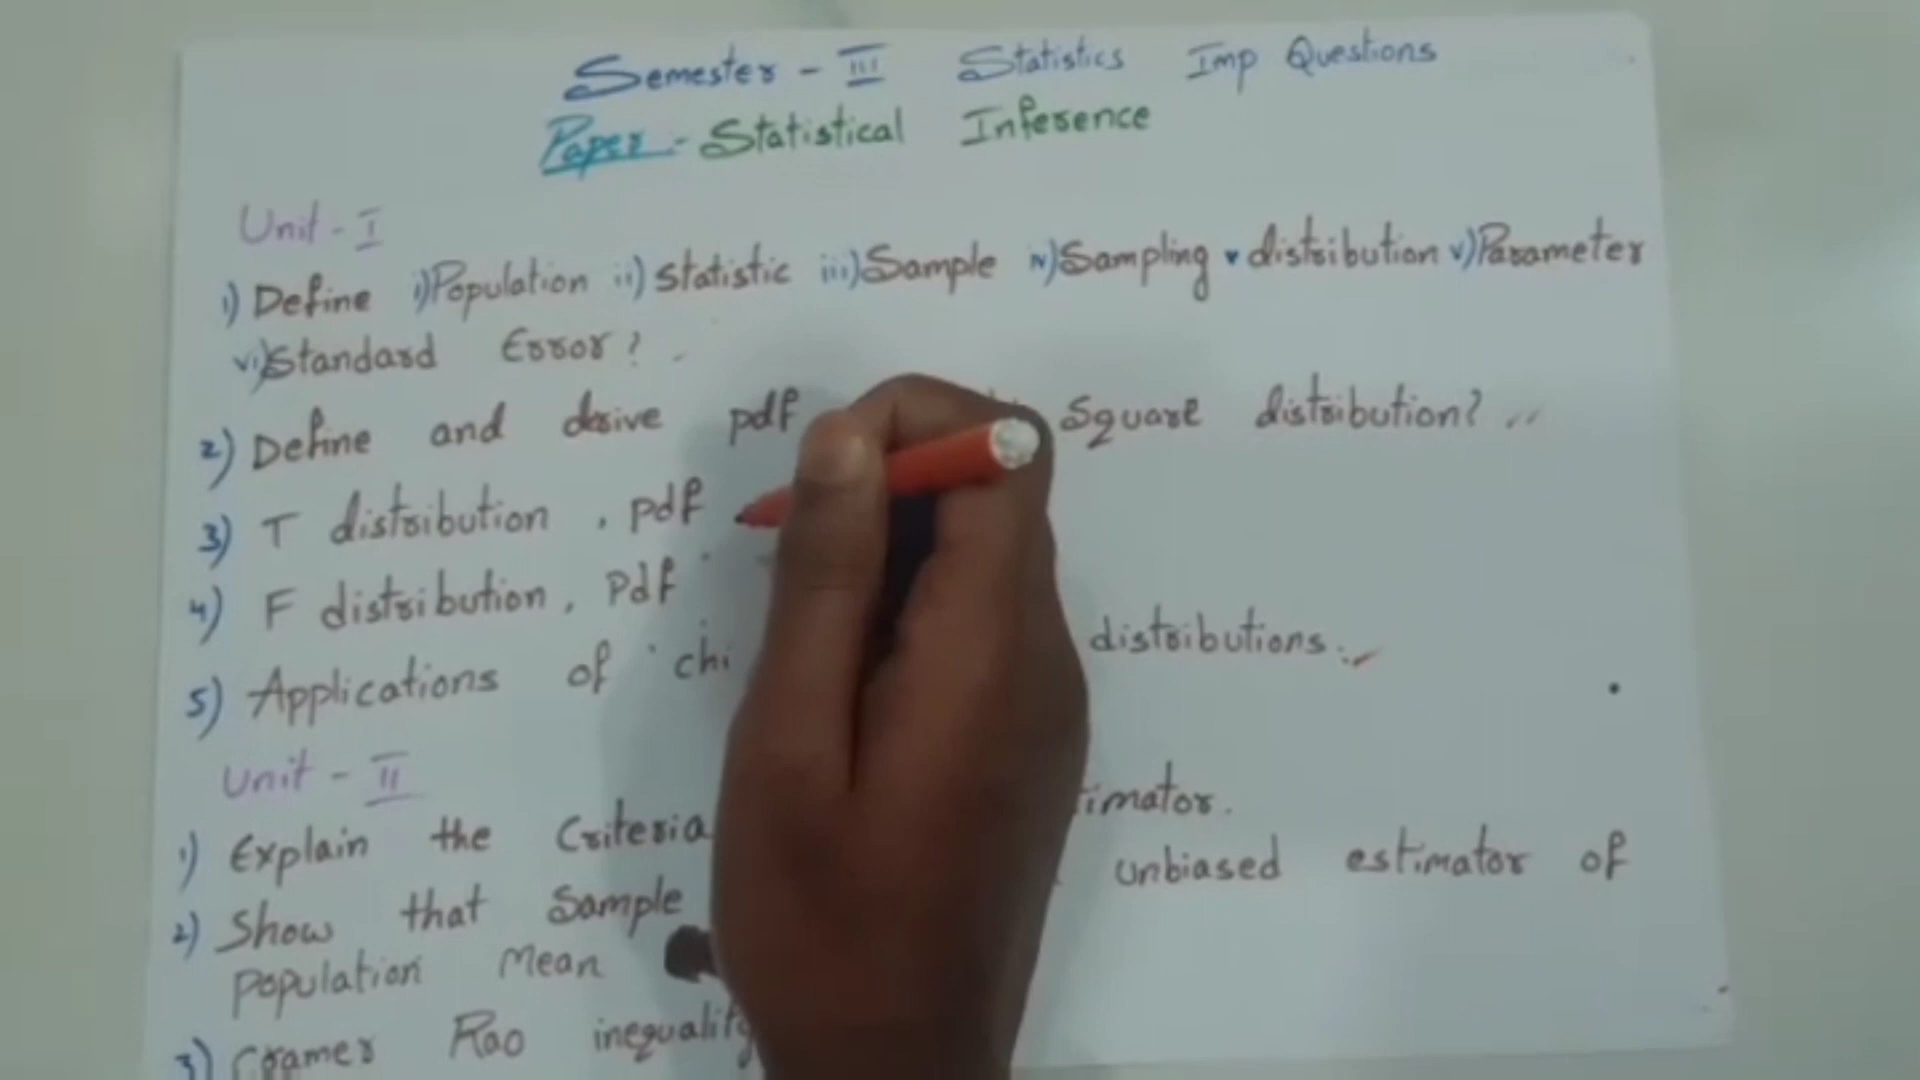 Semester - III Statistics Imp Questions
Paper :- Statistical Inference
Unit - I
1) Define i) Population ii) Statistic iii) Sample iv) Sampling distribution v) Parameter
vi) Standard Error?
2) Define and derive pdf Square distribution?
3) T distribution, pdf
4) F distribution, Pdf
5) Applications of chi distributions.
Unit - II
1) Explain the Criteria
2) Show that Sample unbiased estimator of
Population Mean
3) Cramer Rao inequality